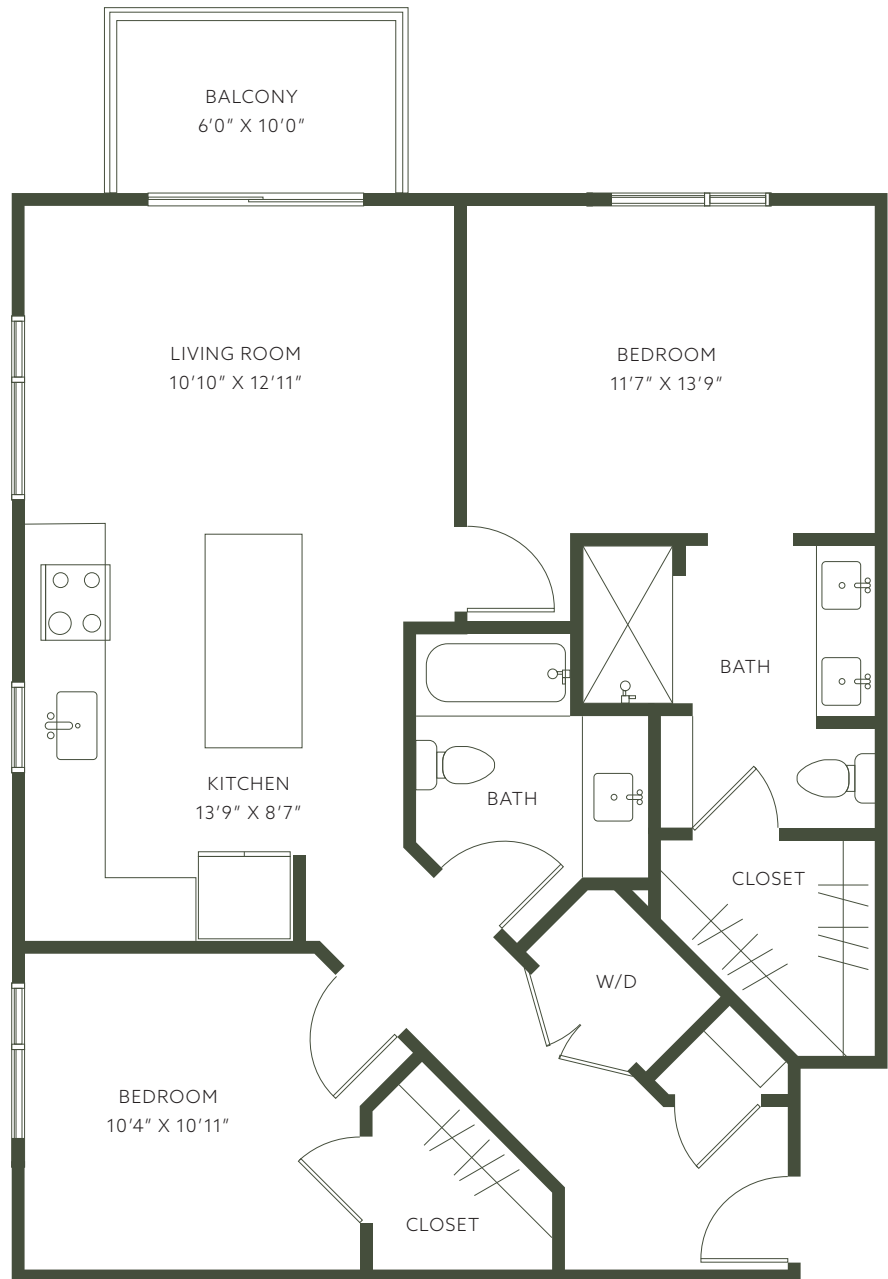 BALCONY
6'0" X 10'0"
LIVING ROOM
10'10" X 12'11"
BEDROOM
11'7" X 13'9"
BATH
KITCHEN
13'9" X 8'7"
BATH
CLOSET
W/D
BEDROOM
10'4" X 10'11"
CLOSET